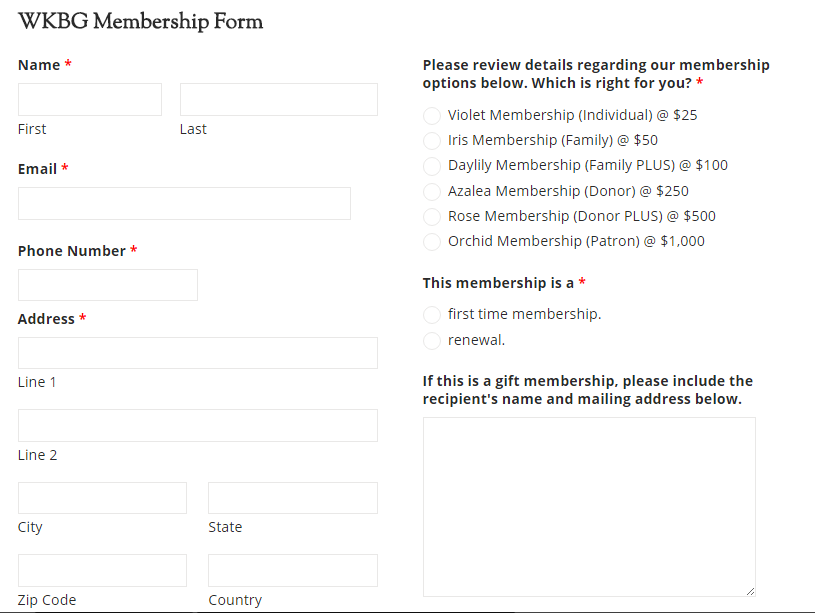 WKBG Membership Form
Name *
First Last
Email *
Phone Number *
Address *
Line 1
Line 2
City State
Zip Code Country
Please review details regarding our membership
options below. Which is right for you? *
Violet Membership (Individual) @ $25
Iris Membership (Family) @ $50
Daylily Membership (Family PLUS) @ $100
Azalea Membership (Donor) @ $250
Rose Membership (Donor PLUS) @ $500
Orchid Membership (Patron) @ $1,000
This membership is a *
first time membership.
renewal.
If this is a gift membership, please include the
recipient's name and mailing address below.